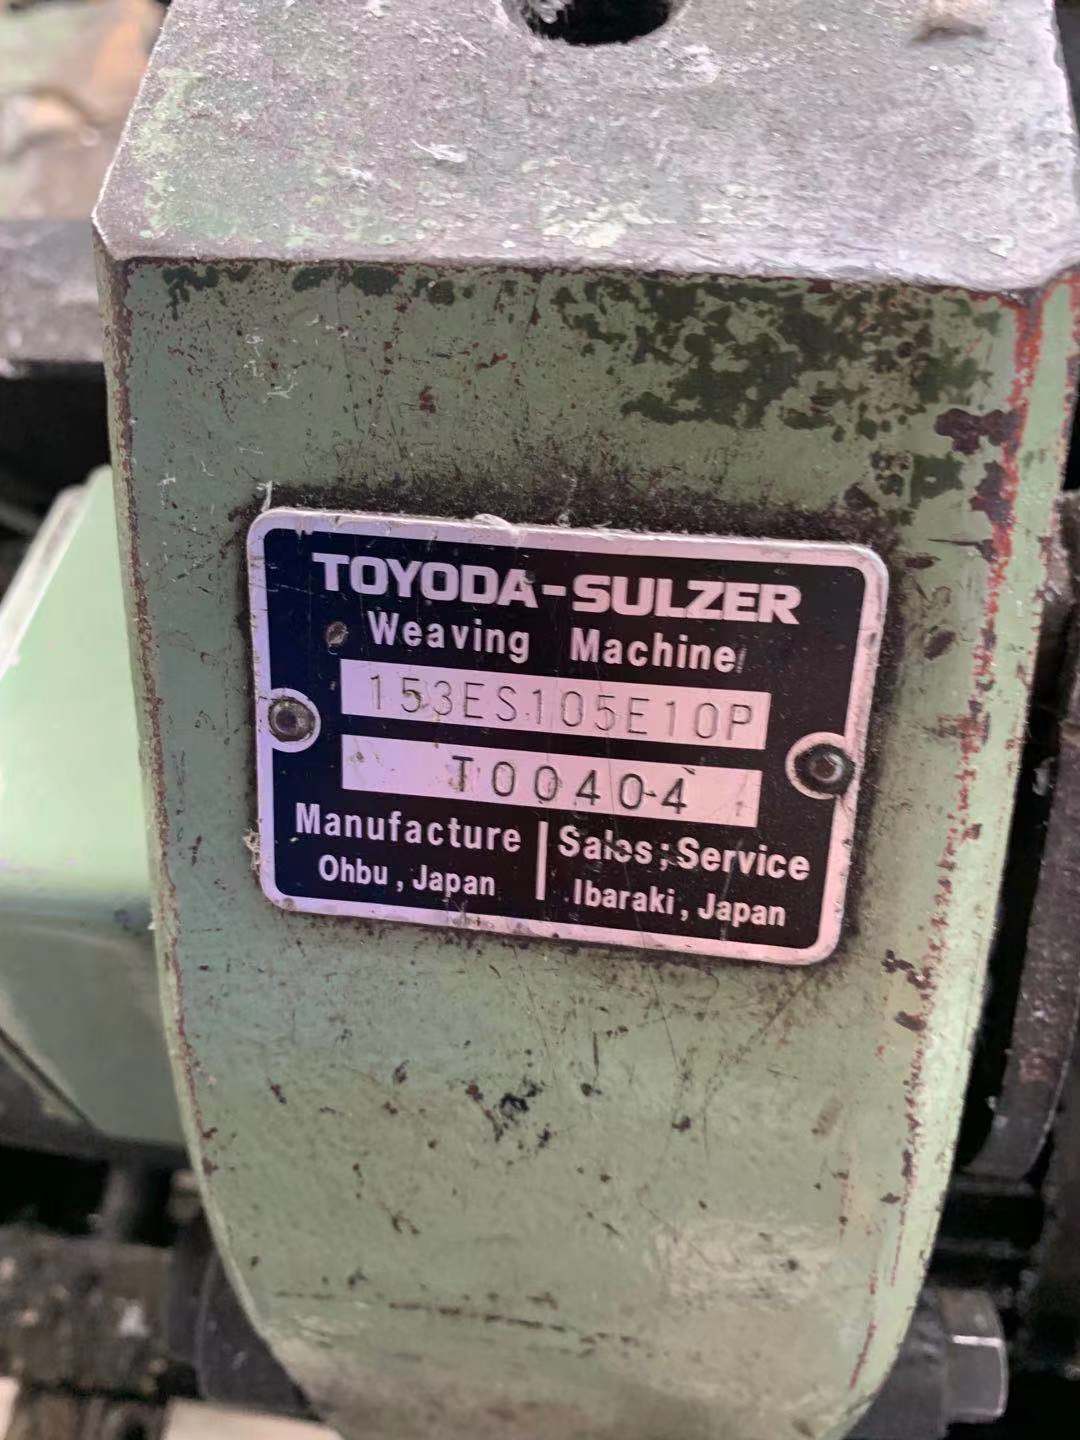 TOYODA-SULZER
Weaving Machine
153ES105E10P
T00404
Manufacture | Sales; Service
Ohbu, Japan | Ibaraki, Japan